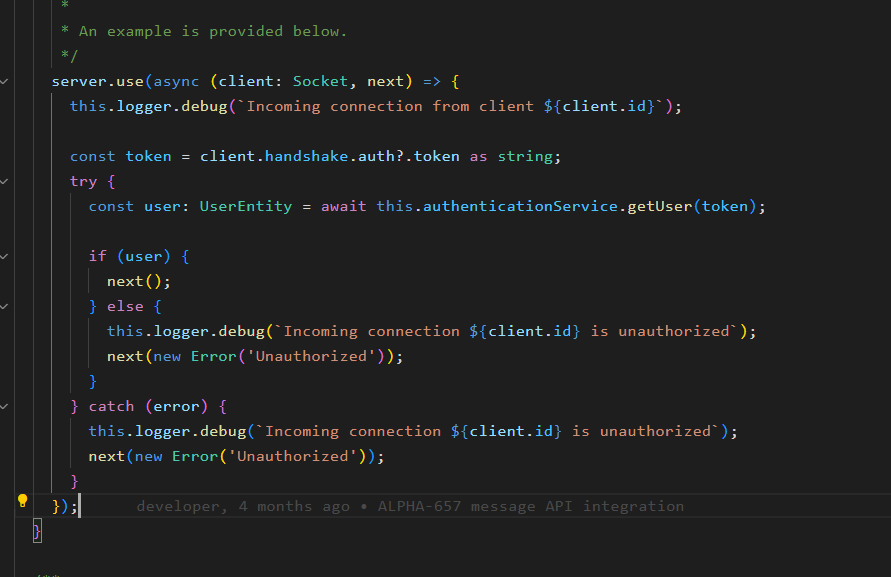 *
* An example is provided below.
*/
server.use(async (client: Socket, next) => {
this.logger.debug(`Incoming connection from client ${client.id}`);
const token = client.handshake.auth?.token as string;
try {
const user: UserEntity = await this.authenticationService.getUser(token);
if (user) {
next();
} else {
this.logger.debug(`Incoming connection ${client.id} is unauthorized`);
next(new Error('Unauthorized'));
}
} catch (error) {
this.logger.debug(`Incoming connection ${client.id} is unauthorized`);
next(new Error('Unauthorized'));
}
}); developer, 4 months ago • ALPHA-657 message API integration
}
/**